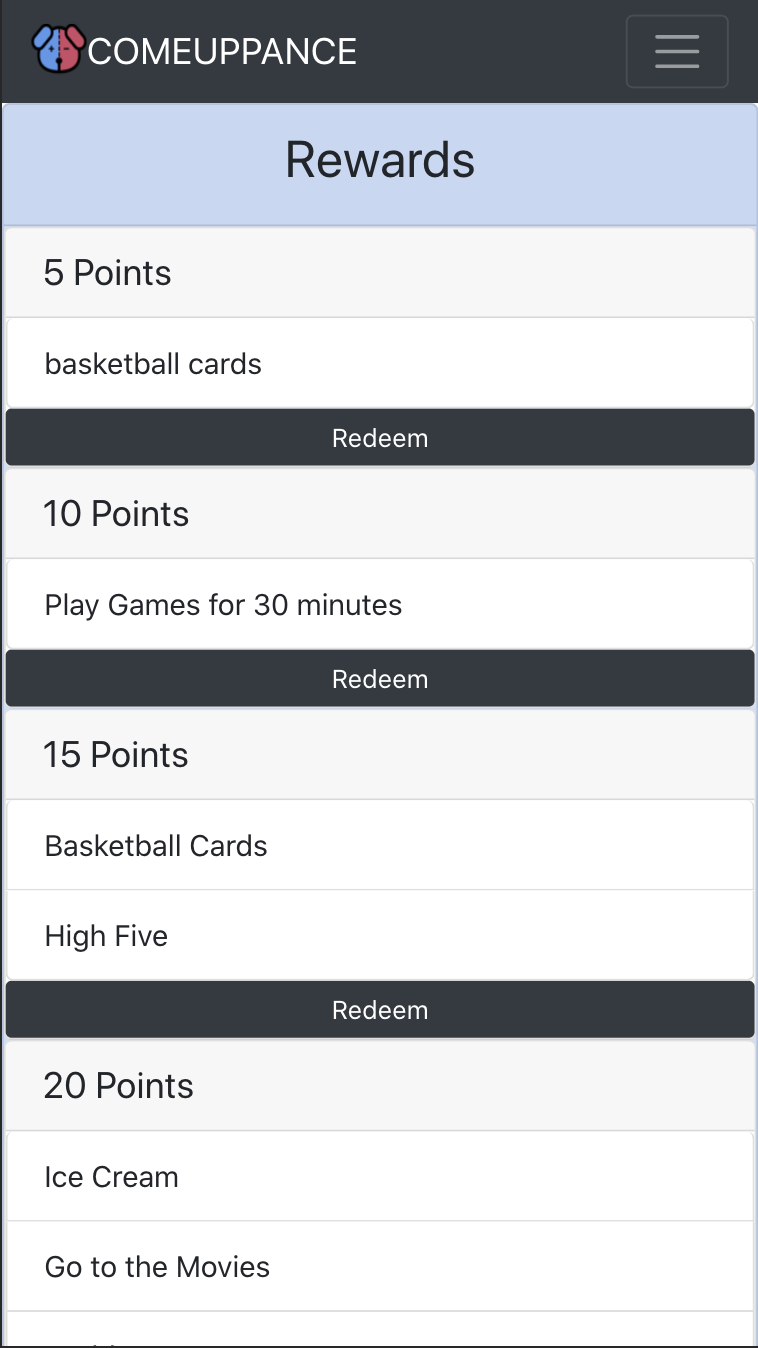 COMEUPPANCE
Rewards
5 Points
basketball cards
Redeem
10 Points
Play Games for 30 minutes
Redeem
15 Points
Basketball Cards
High Five
Redeem
20 Points
Ice Cream
Go to the Movies